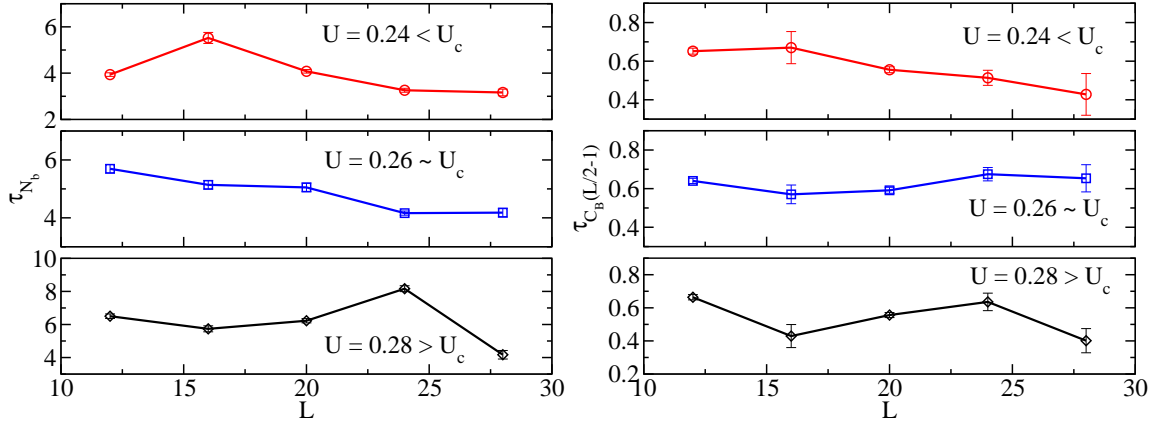 6
4
2
U = 0.24 < U_c
6
4
U = 0.26 ~ U_c
τ_{N_b}
10
8
6
4
U = 0.28 > U_c
10 15 20 25 30
L
0.8
0.6
0.4
U = 0.24 < U_c
0.8
0.6
0.4
U = 0.26 ~ U_c
τ_{C_B(L/2-1)}
0.8
0.6
0.4
0.2
U = 0.28 > U_c
10 15 20 25 30
L